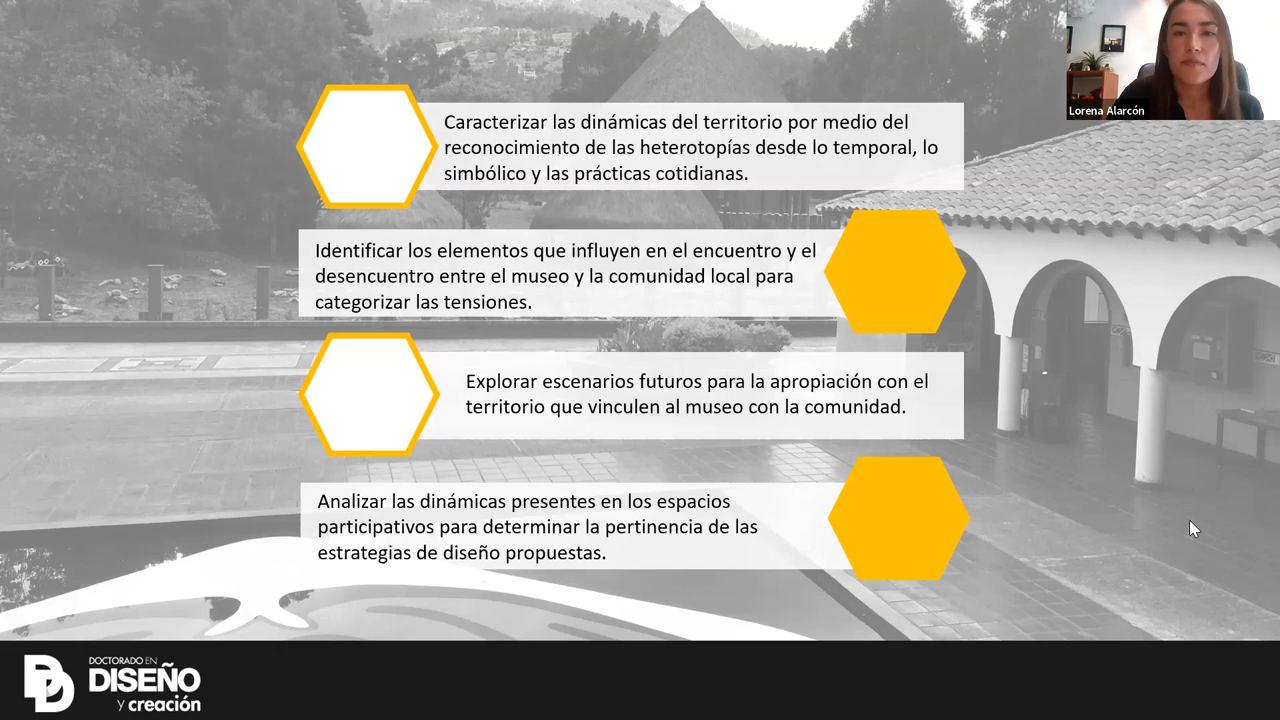 Lorena Alarcón
Caracterizar las dinámicas del territorio por medio del
reconocimiento de las heterotopías desde lo temporal, lo
simbólico y las prácticas cotidianas.
Identificar los elementos que influyen en el encuentro y el
desencuentro entre el museo y la comunidad local para
categorizar las tensiones.
Explorar escenarios futuros para la apropiación con el
territorio que vinculen al museo con la comunidad.
Analizar las dinámicas presentes en los espacios
participativos para determinar la pertinencia de las
estrategias de diseño propuestas.
DOCTORADO EN
DISEÑO
y creación